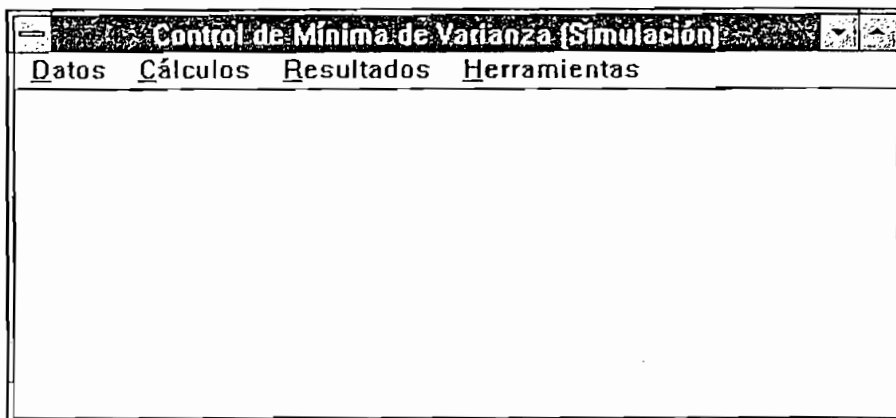 Control de Mínima de Varianza (Simulación)
Datos Cálculos Resultados Herramientas